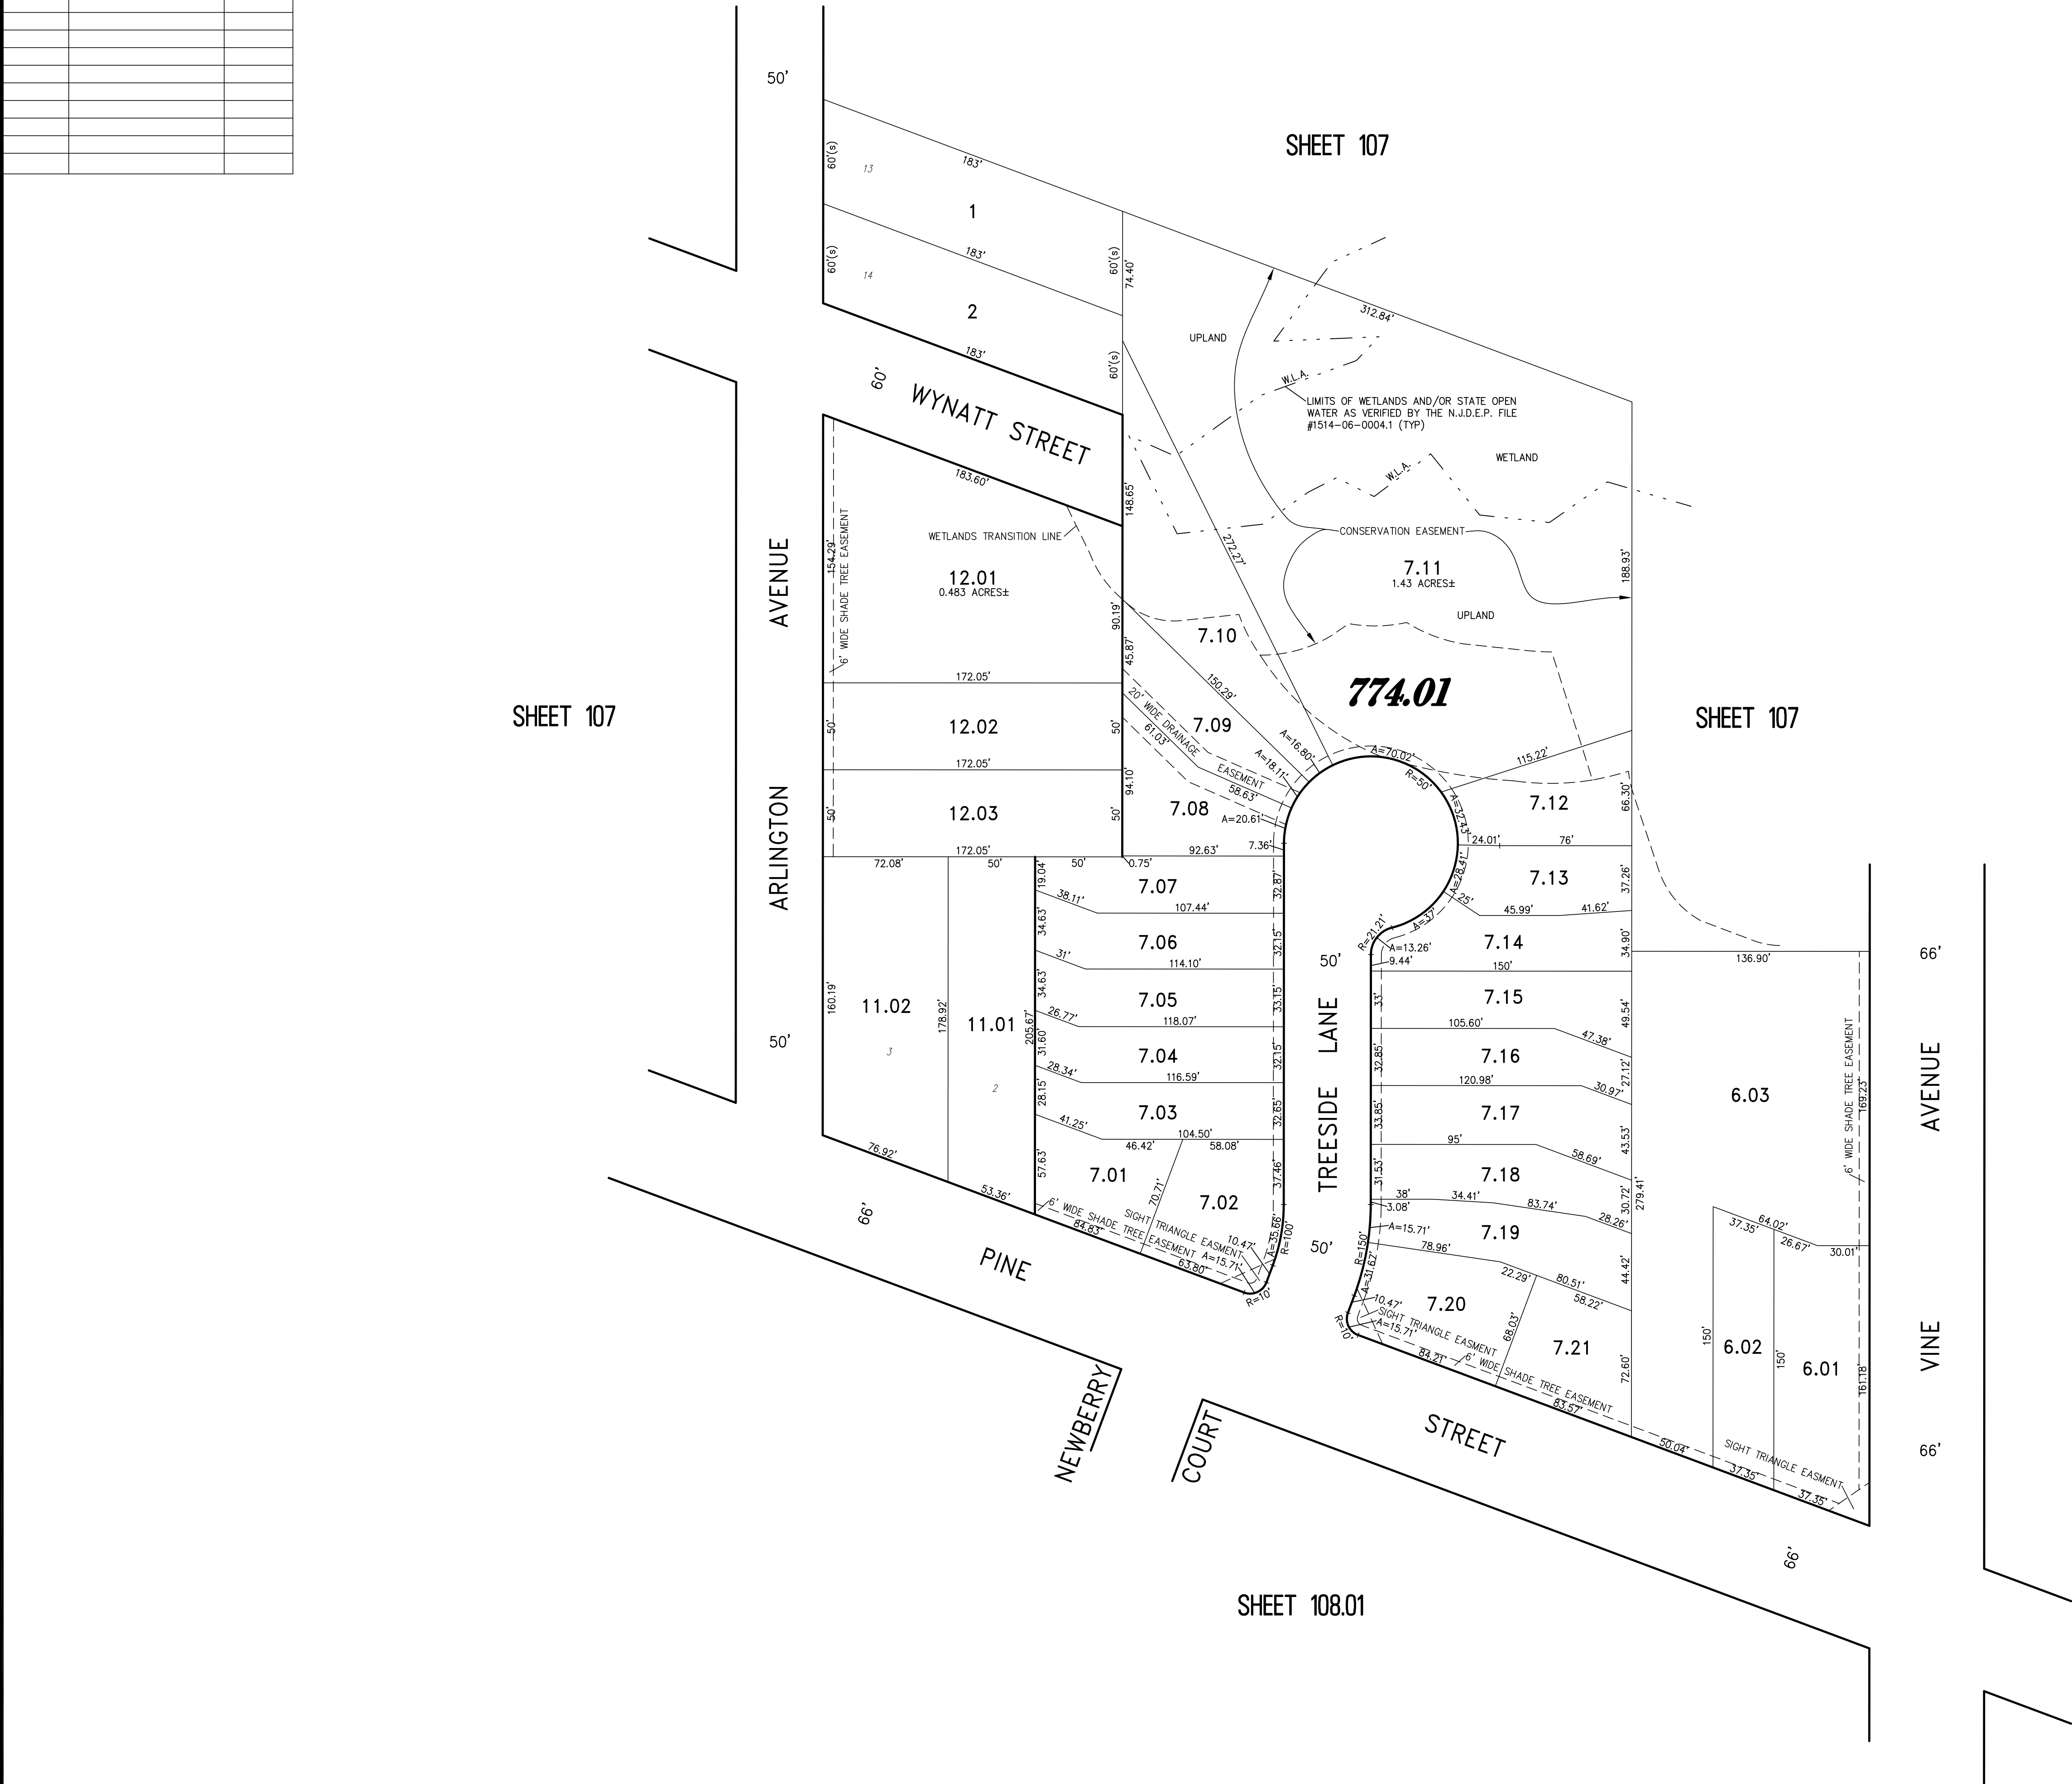 50'
SHEET 107
60'(s)
13
183'
1
60'(s)
14
183'
2
60'(s)
74.40'
183'
60'(s)
60'
WYNATT STREET
312.84'
UPLAND
W.L.A.
LIMITS OF WETLANDS AND/OR STATE OPEN
WATER AS VERIFIED BY THE N.J.D.E.P. FILE
#1514-06-0004.1 (TYP)
WETLAND
W.L.A.
183.60'
148.65'
WETLANDS TRANSITION LINE
272.27'
CONSERVATION EASEMENT
7.11
1.43 ACRES±
188.93'
UPLAND
154.29'
6' WIDE SHADE TREE EASEMENT
12.01
0.483 ACRES±
90.19'
45.87'
7.10
150.29'
774.01
SHEET 107
SHEET 107
AVENUE
ARLINGTON
172.05'
50'
12.02
50'
172.05'
50'
12.03
50'
94.10'
172.05'
20' WIDE DRAINAGE
EASEMENT
61.03'
58.63'
7.09
A=18.11'
A=16.80'
A=70.02'
R=50'
115.22'
7.08
A=20.61'
7.36'
92.63'
0.75'
A=32.43'
7.12
66.30'
24.01'
76'
A=28.41'
7.13
37.26'
25'
45.99'
41.62'
A=37'
R=21.21'
A=13.26'
9.44'
7.14
34.90'
150'
72.08'
50'
50'
19.04'
38.11'
7.07
107.44'
32.87'
34.63'
7.06
32.15'
31'
114.10'
34.63'
7.05
33.15'
26.77'
118.07'
31.60'
7.04
32.15'
28.34'
116.59'
28.15'
7.03
32.65'
41.25'
104.50'
46.42'
58.08'
57.63'
7.01
70.71'
7.02
37.46'
160.19'
11.02
3
178.92'
11.01
2
205.67'
76.92'
53.36'
50'
50'
TREESIDE LANE
50'
33'
7.15
49.54'
105.60'
47.38'
32.85'
7.16
27.12'
120.98'
30.97'
33.85'
7.17
43.53'
95'
58.69'
31.53'
7.18
30.72'
279.41'
38'
34.41'
83.74'
28.26'
3.08'
A=15.71'
7.19
44.42'
R=150'
78.96'
22.29'
80.51'
58.22'
A=31.67'
10.47'
7.20
68.03'
7.21
72.60'
SIGHT TRIANGLE EASMENT
A=15.71'
R=10'
84.21'
6' WIDE SHADE TREE EASEMENT
83.57'
6' WIDE SHADE TREE EASEMENT
84.83'
SIGHT TRIANGLE EASMENT
10.47'
A=15.71'
63.80'
R=10'
A=35.66'
R=100'
136.90'
66'
6.03
169.23'
6' WIDE SHADE TREE EASEMENT
AVENUE
VINE
64.02'
37.35'
26.67'
30.01'
150'
6.02
150'
6.01
161.18'
66'
50.04'
37.35'
37.35'
SIGHT TRIANGLE EASMENT
66'
PINE
STREET
NEWBERRY
COURT
66'
SHEET 108.01